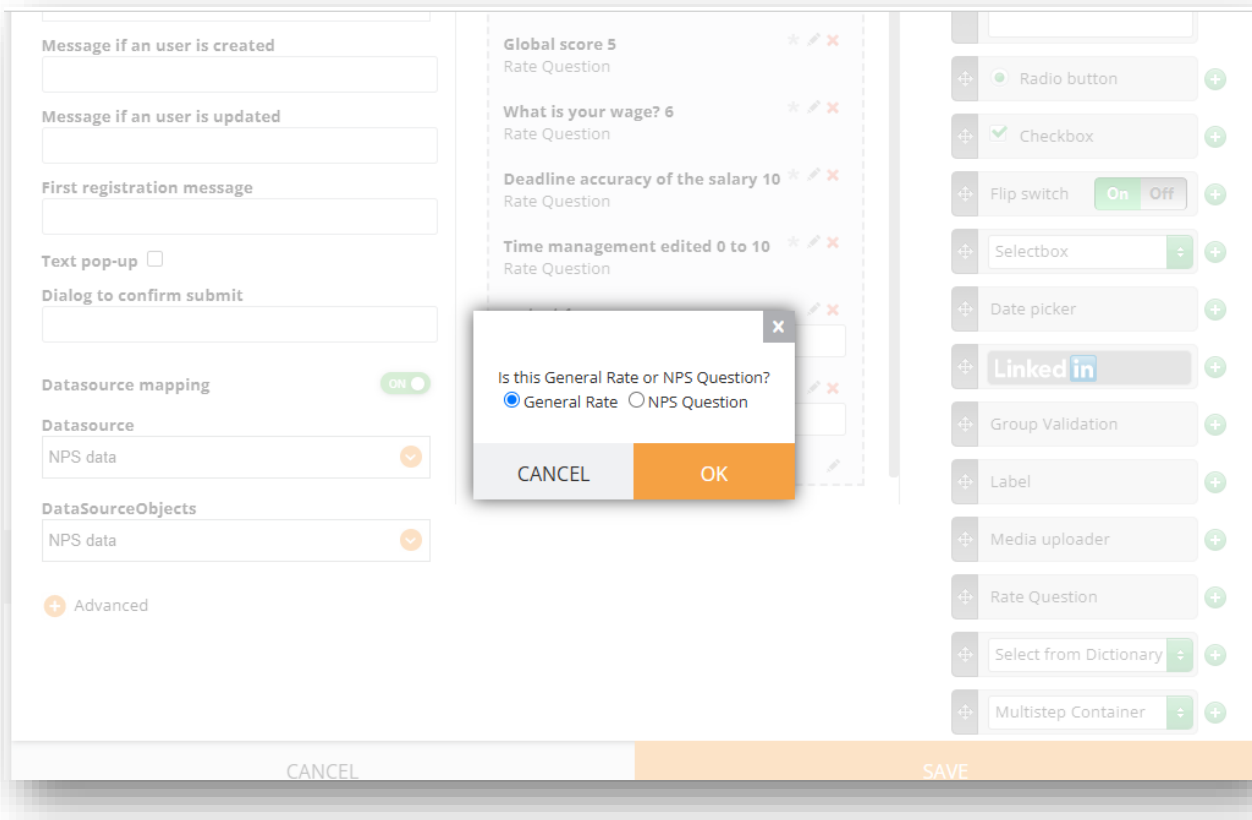 Message if an user is created
Message if an user is updated
First registration message
Text pop-up
Dialog to confirm submit
Datasource mapping
ON
Datasource
NPS data
DataSourceObjects
NPS data
Advanced
Global score 5
Rate Question
What is your wage? 6
Rate Question
Deadline accuracy of the salary 10
Rate Question
Time management edited 0 to 10
Rate Question
x
Is this General Rate or NPS Question?
General Rate NPS Question
CANCEL OK
Radio button
Checkbox
Flip switch On Off
Selectbox
Date picker
Linked in
Group Validation
Label
Media uploader
Rate Question
Select from Dictionary
Multistep Container
CANCEL SAVE